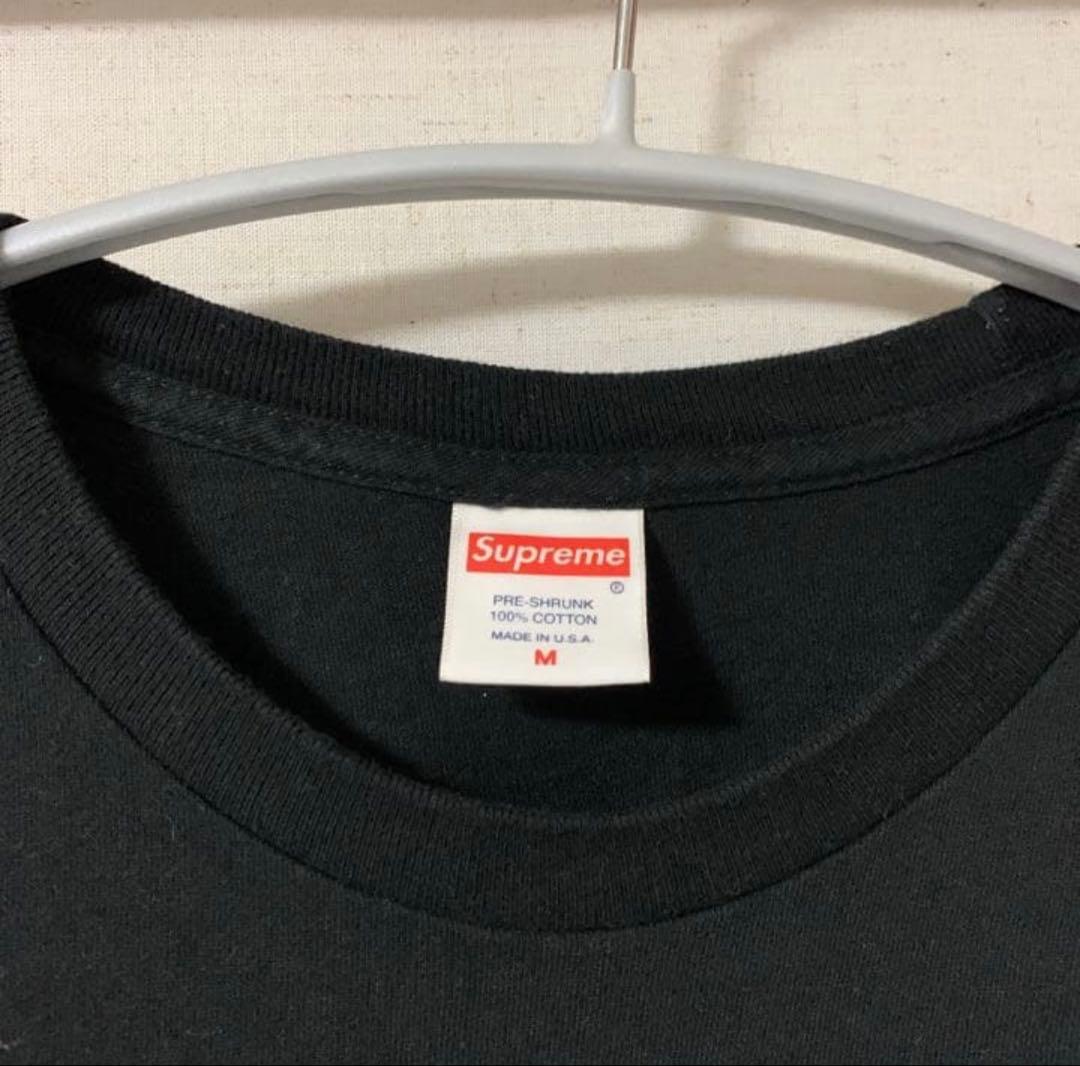 Supreme
®
PRE-SHRUNK
100% COTTON
MADE IN U.S.A.
M